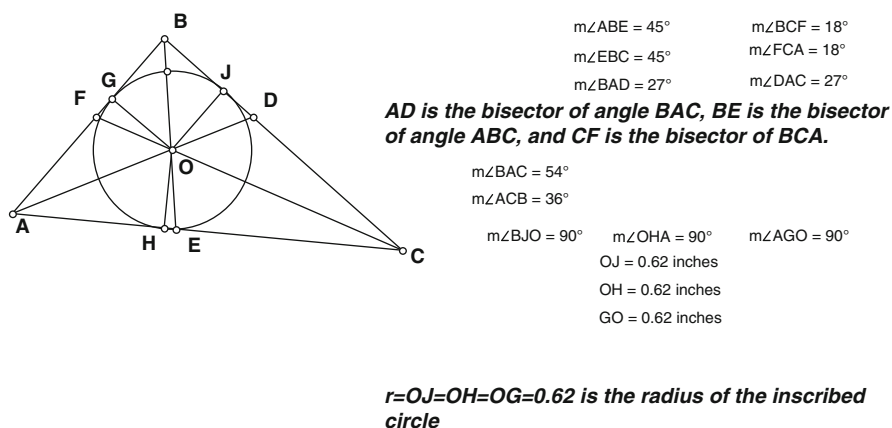 B
G
J
F
D
O
A
H
E
C
m∠ABE = 45° m∠BCF = 18°
m∠EBC = 45° m∠FCA = 18°
m∠BAD = 27° m∠DAC = 27°
AD is the bisector of angle BAC, BE is the bisector
of angle ABC, and CF is the bisector of BCA.
m∠BAC = 54°
m∠ACB = 36°
m∠BJO = 90° m∠OHA = 90° m∠AGO = 90°
OJ = 0.62 inches
OH = 0.62 inches
GO = 0.62 inches
r=OJ=OH=OG=0.62 is the radius of the inscribed
circle